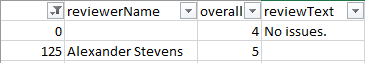 reviewerName overall reviewText
0 4 No issues.
125 Alexander Stevens 5